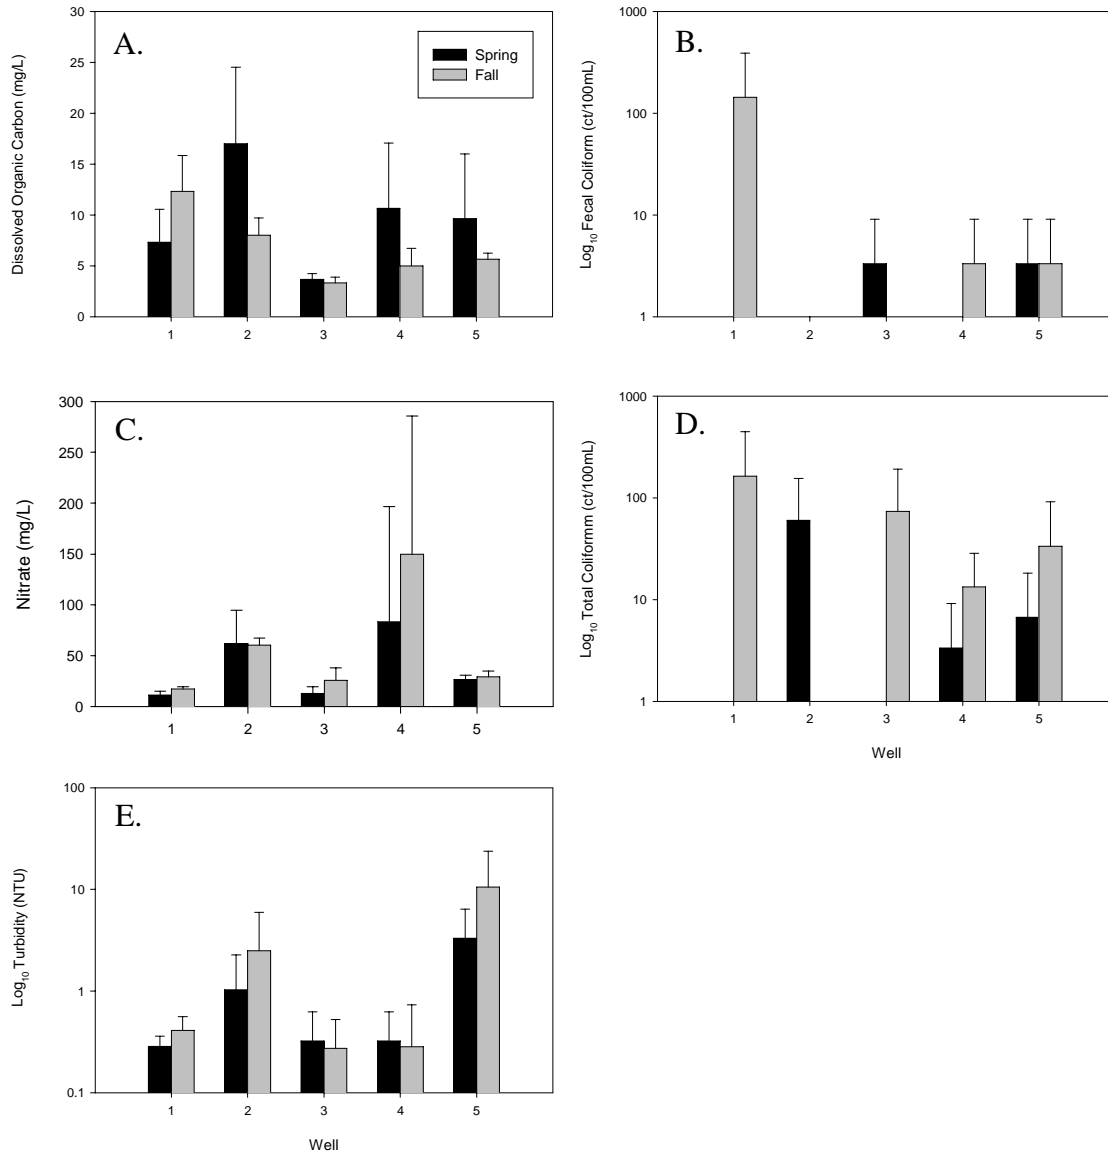 A.
Dissolved Organic Carbon (mg/L)
30
25
20
15
10
5
0
1 2 3 4 5
Spring
Fall
B.
Log10 Fecal Coliform (ct/100mL)
1000
100
10
1
1 2 3 4 5
C.
Nitrate (mg/L)
300
250
200
150
100
50
0
1 2 3 4 5
D.
Log10 Total Coliformm (ct/100mL)
1000
100
10
1
1 2 3 4 5
Well
E.
Log10 Turbidity (NTU)
100
10
1
0.1
1 2 3 4 5
Well